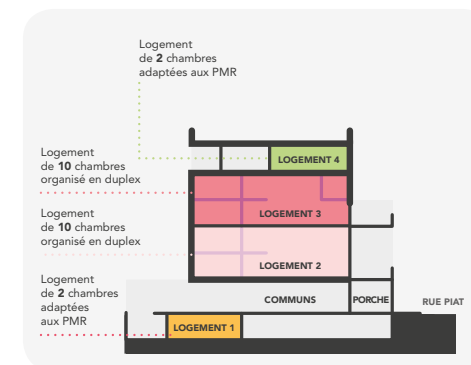 Logement
de 2 chambres
adaptées aux PMR
LOGEMENT 4
Logement
de 10 chambres
organisé en duplex
LOGEMENT 3
Logement
de 10 chambres
organisé en duplex
LOGEMENT 2
Logement
de 2 chambres
adaptées
aux PMR
COMMUNS
PORCHE
RUE PIAT
LOGEMENT 1